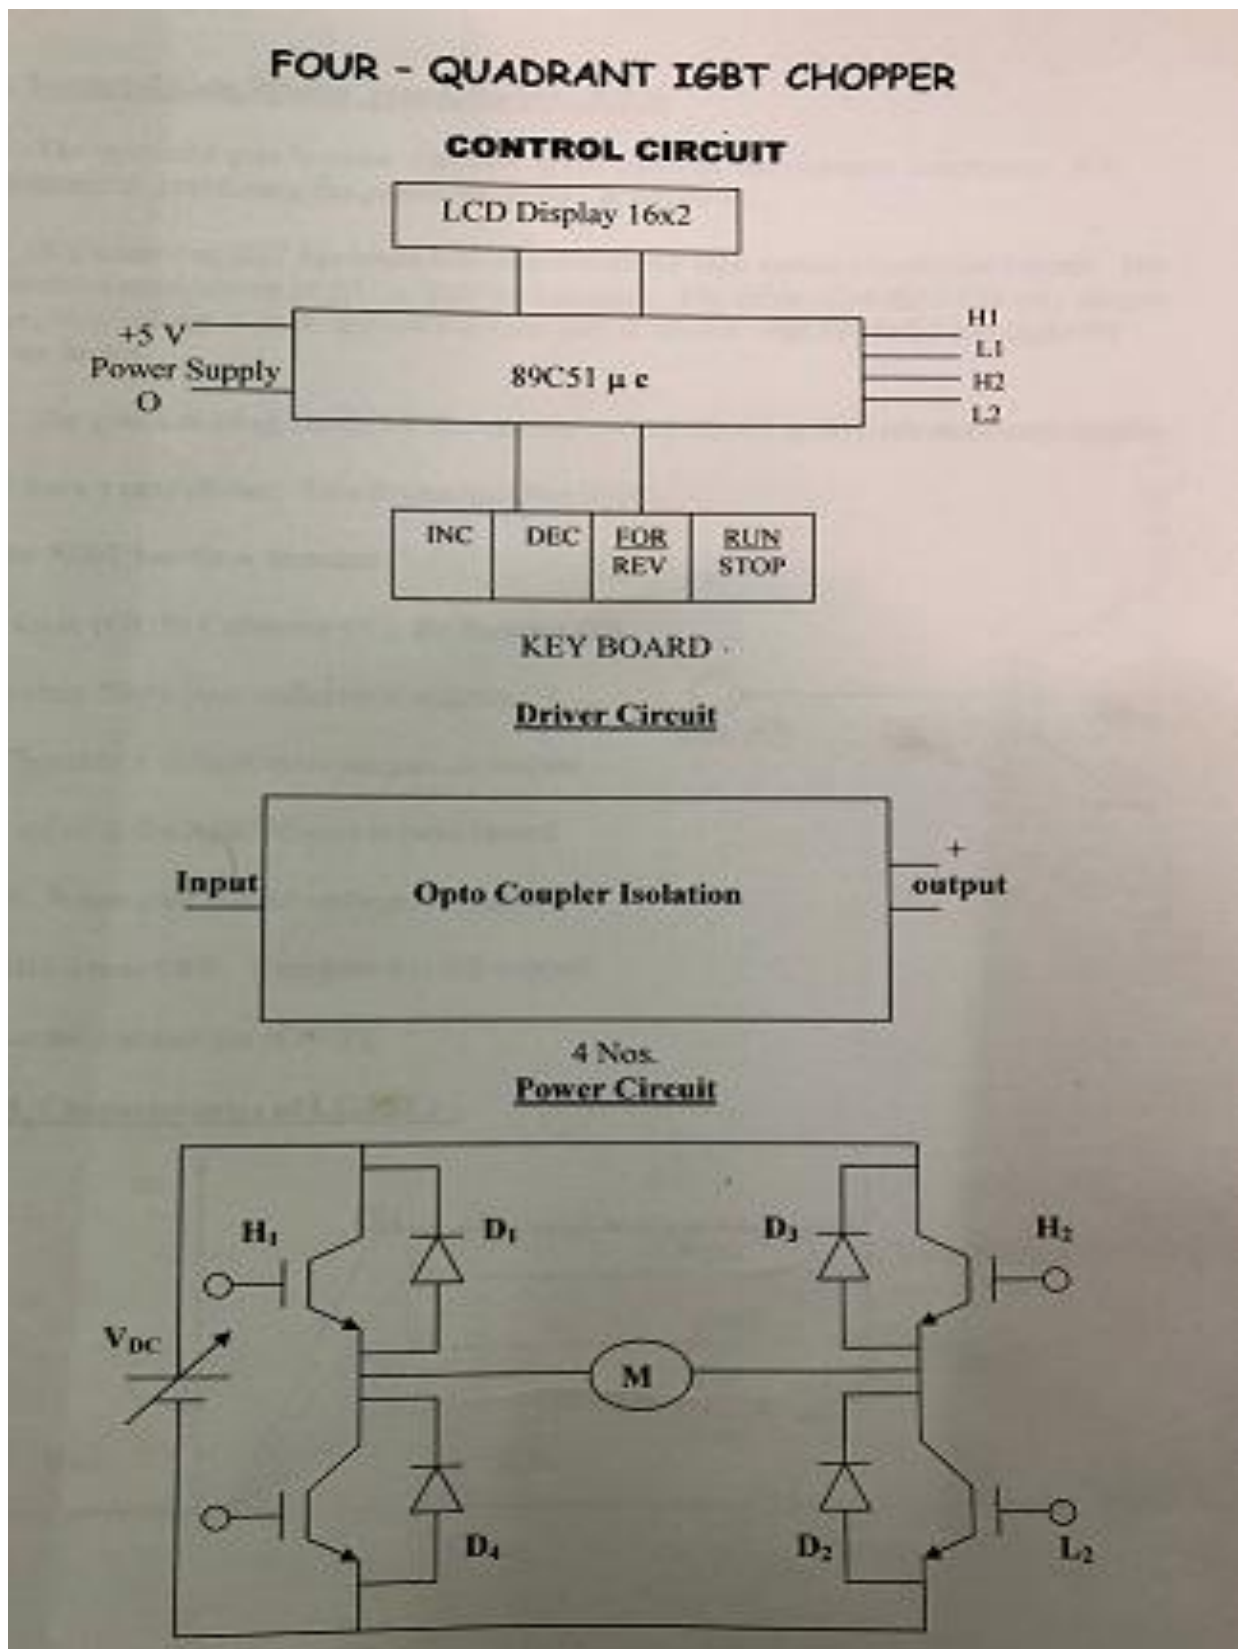 FOUR - QUADRANT IGBT CHOPPER
CONTROL CIRCUIT
LCD Display 16x2
+5 V
Power Supply
O
89C51 μ c
H1
L1
H2
L2
INC
DEC
FOR
REV
RUN
STOP
KEY BOARD
Driver Circuit
Input
Opto Coupler Isolation
+
output
4 Nos.
Power Circuit
H₁
D₁
D₃
H₂
V_DC
M
D₄
D₂
L₂